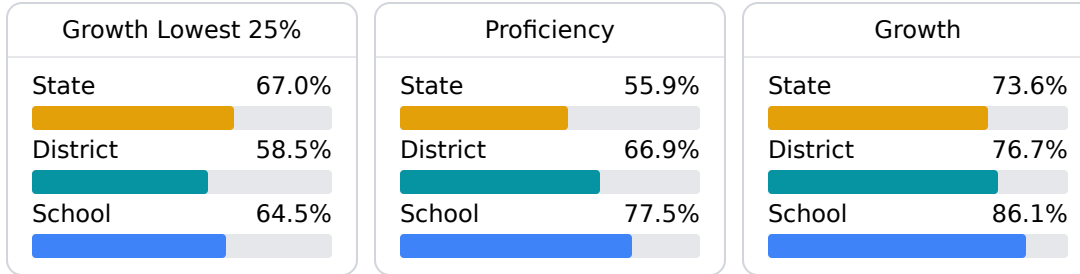 Growth Lowest 25%
State 67.0%
District 58.5%
School 64.5%
Proficiency
State 55.9%
District 66.9%
School 77.5%
Growth
State 73.6%
District 76.7%
School 86.1%